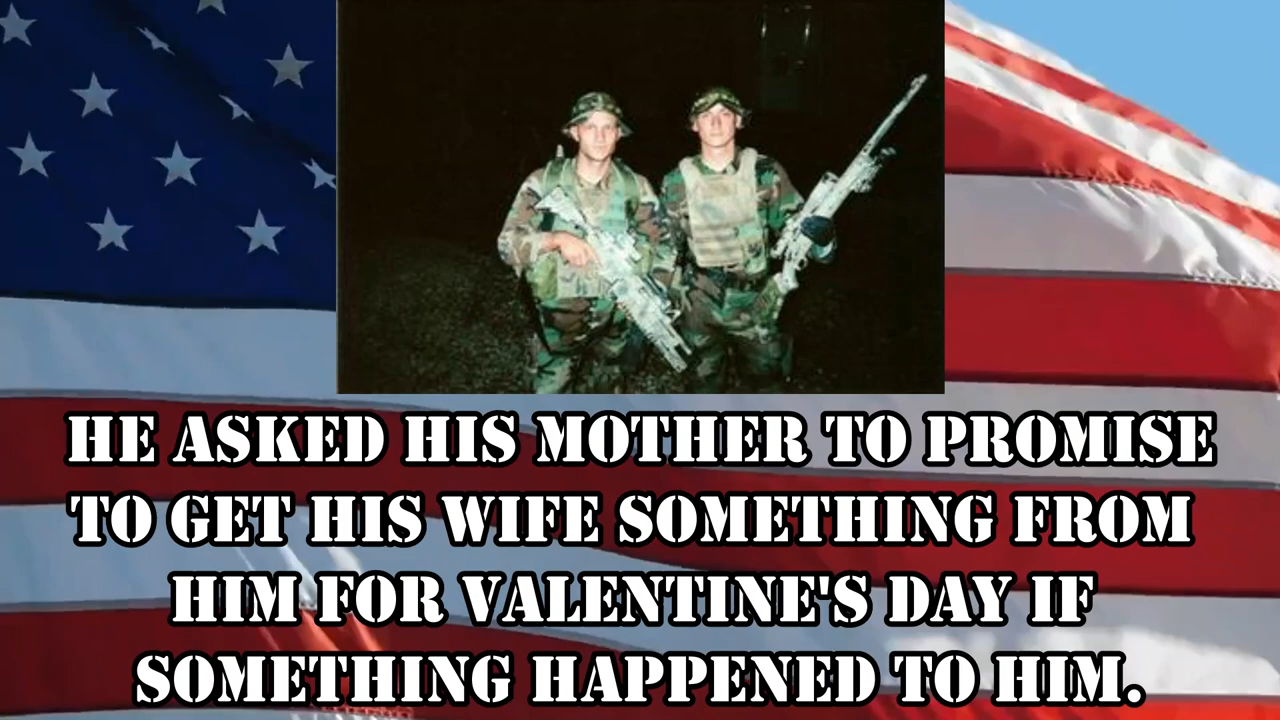 HE ASKED HIS MOTHER TO PROMISE
TO GET HIS WIFE SOMETHING FROM
HIM FOR VALENTINE'S DAY IF
SOMETHING HAPPENED TO HIM.